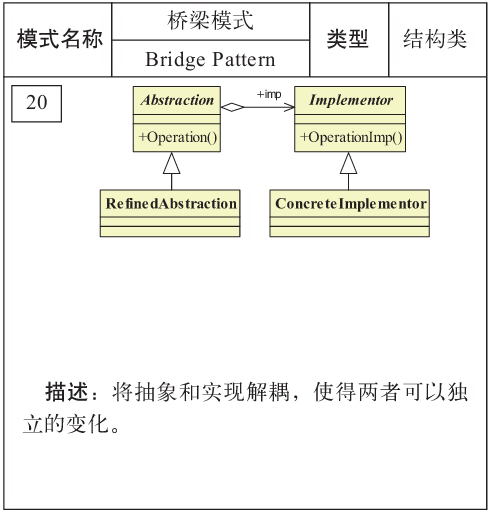 模式名称
桥梁模式
Bridge Pattern
类型
结构类
20
Abstraction
+imp
Implementor
+Operation()
+OperationImp()
RefinedAbstraction
ConcreteImplementor
描述：将抽象和实现解耦，使得两者可以独
立的变化。